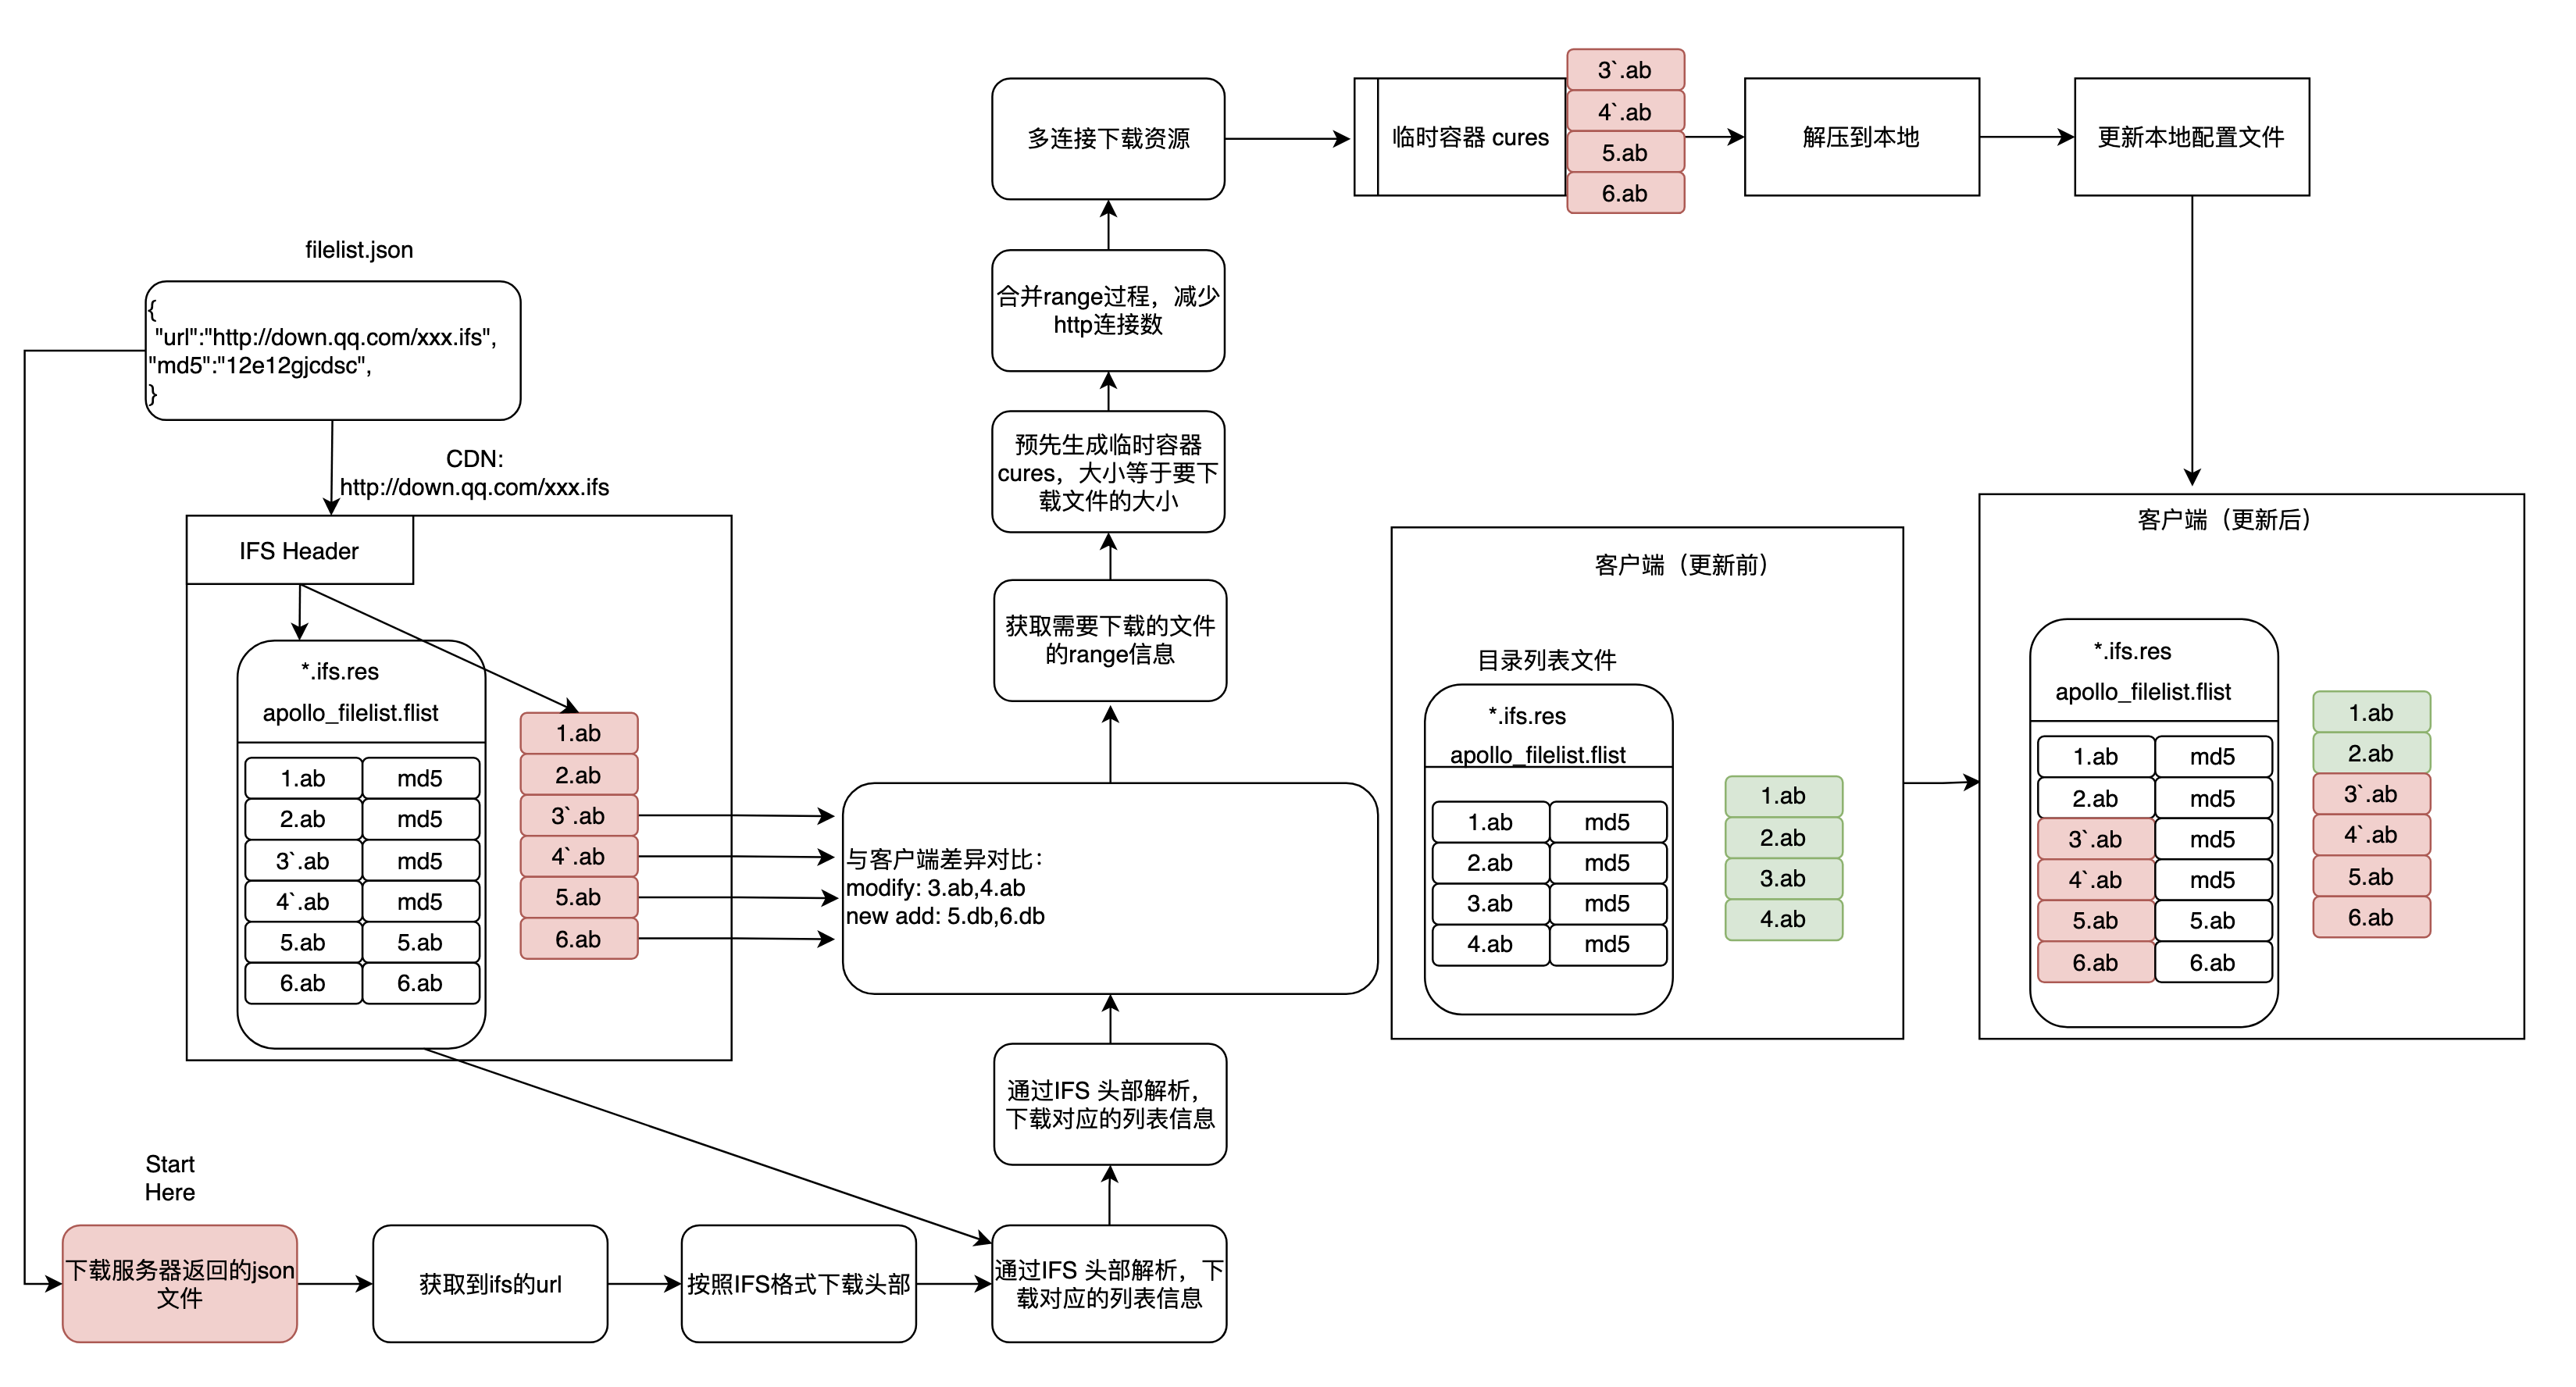 filelist.json
{
"url":"http://down.qq.com/xxx.ifs",
"md5":"12e12gjcdsc",
}
CDN:
http://down.qq.com/xxx.ifs
IFS Header
*.ifs.res
apollo_filelist.flist
1.ab md5
2.ab md5
3`.ab md5
4`.ab md5
5.ab 5.ab
6.ab 6.ab
1.ab
2.ab
3`.ab
4`.ab
5.ab
6.ab
Start
Here
下载服务器返回的json
文件
获取到ifs的url
按照IFS格式下载头部
通过IFS 头部解析，下
载对应的列表信息
通过IFS 头部解析，
下载对应的列表信息
与客户端差异对比：
modify: 3.ab,4.ab
new add: 5.db,6.db
获取需要下载的文件
的range信息
预先生成临时容器
cures，大小等于要下
载文件的大小
合并range过程，减少
http连接数
多连接下载资源
临时容器 cures
3`.ab
4`.ab
5.ab
6.ab
解压到本地
更新本地配置文件
客户端（更新前）
目录列表文件
*.ifs.res
apollo_filelist.flist
1.ab md5
2.ab md5
3.ab md5
4.ab md5
1.ab
2.ab
3.ab
4.ab
客户端（更新后）
*.ifs.res
apollo_filelist.flist
1.ab md5
2.ab md5
3`.ab md5
4`.ab md5
5.ab 5.ab
6.ab 6.ab
1.ab
2.ab
3`.ab
4`.ab
5.ab
6.ab